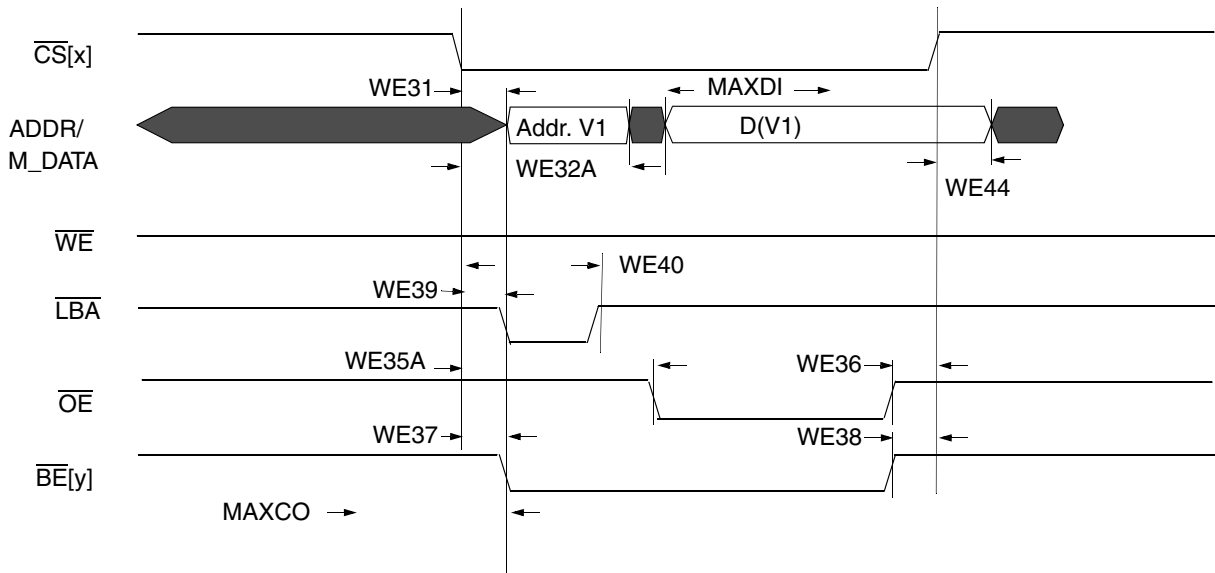 CS[x]
WE31
MAXDI
ADDR/
M_DATA
Addr. V1
D(V1)
WE32A
WE44
WE
WE40
WE39
LBA
WE35A
WE36
OE
WE37
WE38
BE[y]
MAXCO